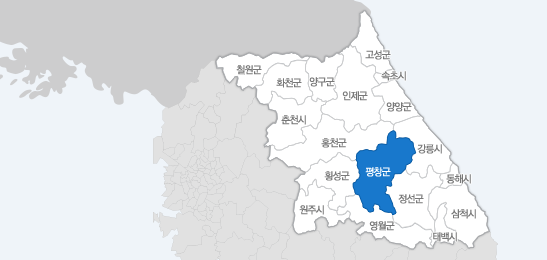 고성군
철원군
속초시
화천군
양구군
인제군
양양군
춘천시
홍천군
강릉시
평창군
횡성군
동해시
정선군
원주시
삼척시
영월군
태백시